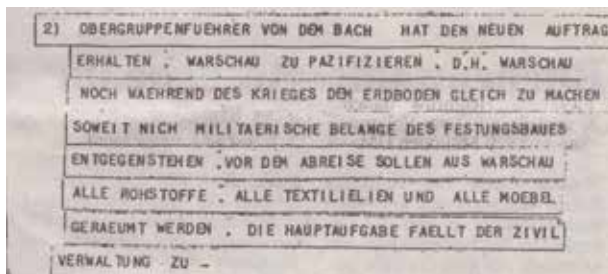 2) OBERGRUPPENFUEHRER VON DEM BACH HAT DEN NEUEN AUFTRAG
ERHALTEN : WARSCHAU ZU PAZIFIZIEREN . D.H. WARSCHAU
NOCH WAEHREND DES KRIEGES DEM ERDBODEN GLEICH ZU MACHEN
SOWEIT NICH MILITAERISCHE BELANGE DES FESTUNGSBAUES
ENTGEGENSTEHEN .VOR DEM ABREISE SOLLEN AUS WARSCHAU
ALLE ROHSTOFFE . ALLE TEXTILIELIEN UND ALLE MOEBEL
GERAEUMT WERDEN . DIE HAUPTAUFGABE FAELLT DER ZIVIL
VERWALTUNG ZU -